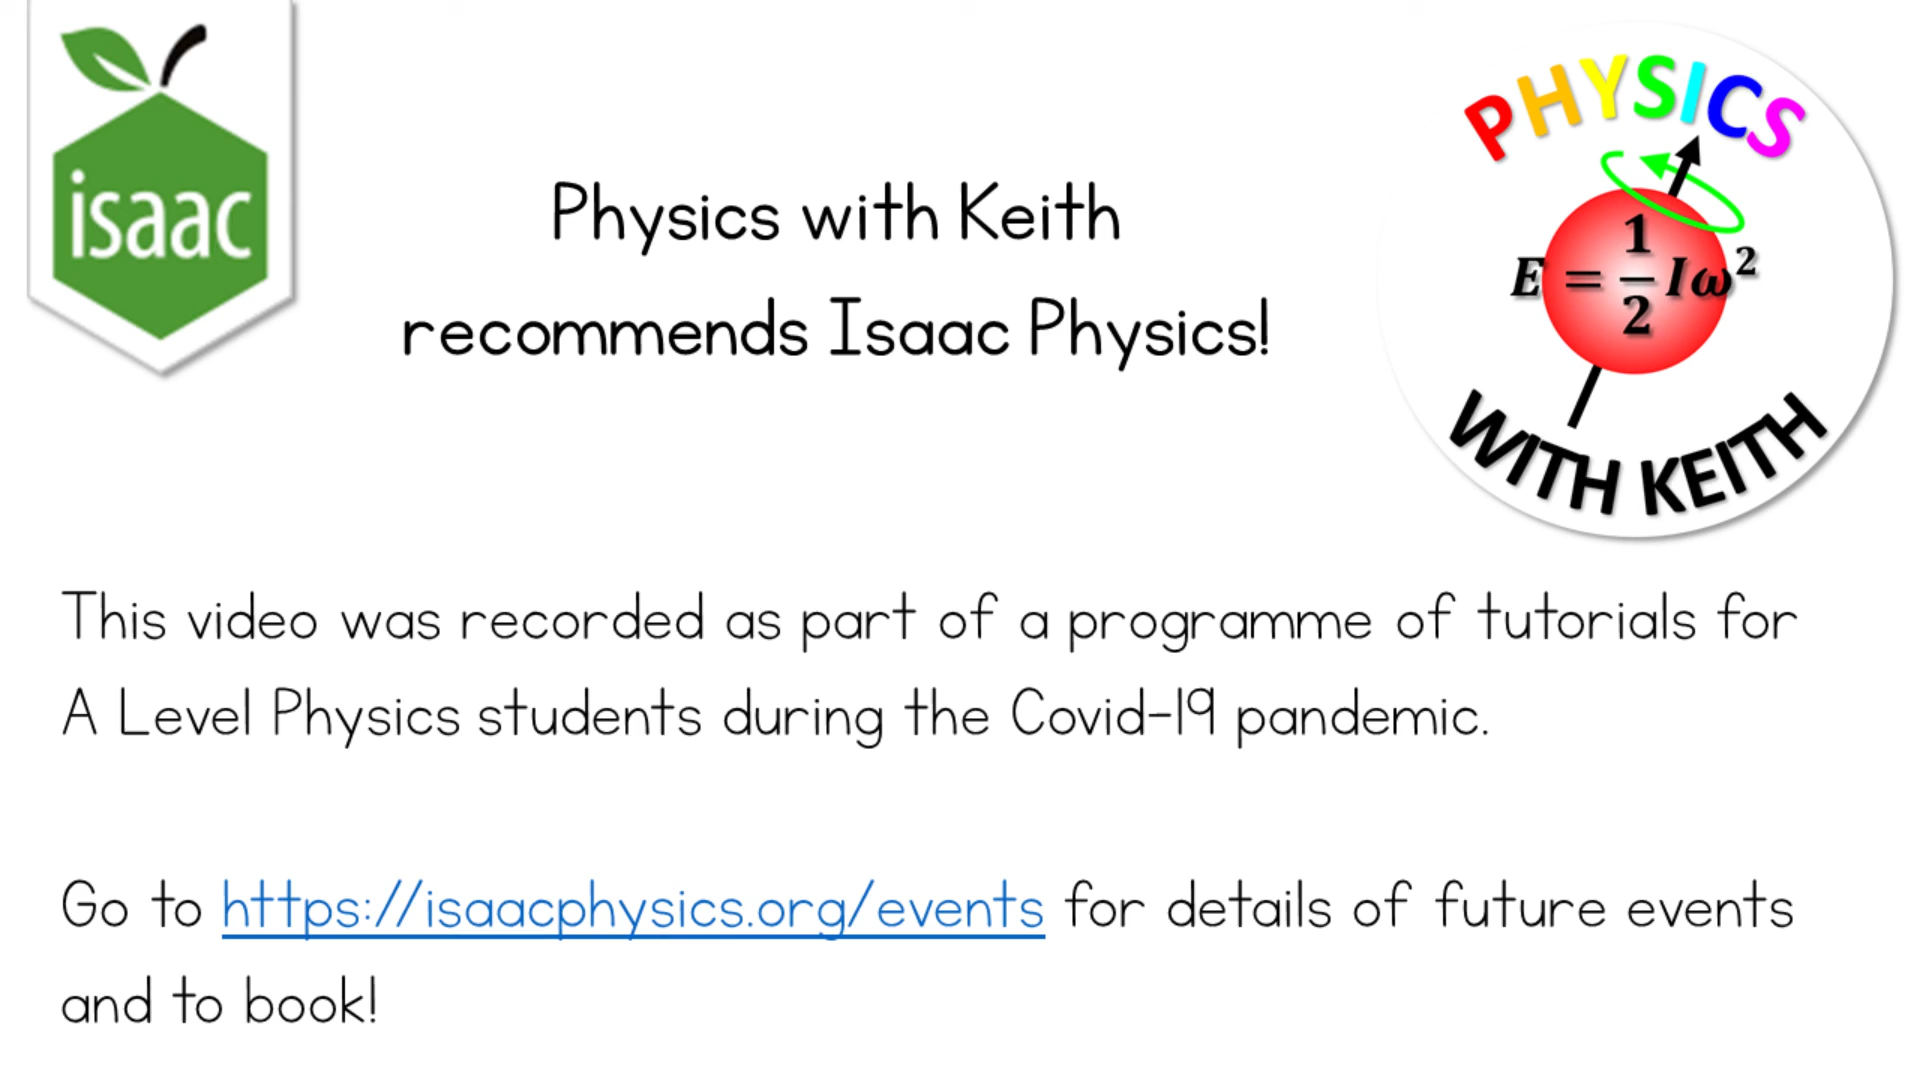 isaac
Physics with Keith
recommends Isaac Physics!
PHYSICS
E = 1/2 Iω²
WITH KEITH
This video was recorded as part of a programme of tutorials for
A Level Physics students during the Covid-19 pandemic.
Go to https://isaacphysics.org/events for details of future events
and to book!